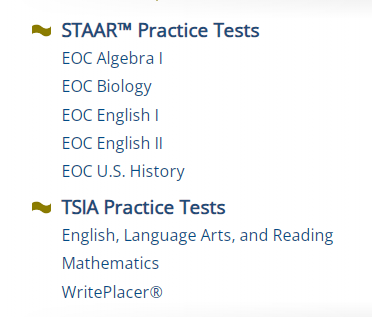 STAAR™ Practice Tests
EOC Algebra I
EOC Biology
EOC English I
EOC English II
EOC U.S. History
TSIA Practice Tests
English, Language Arts, and Reading
Mathematics
WritePlacer®